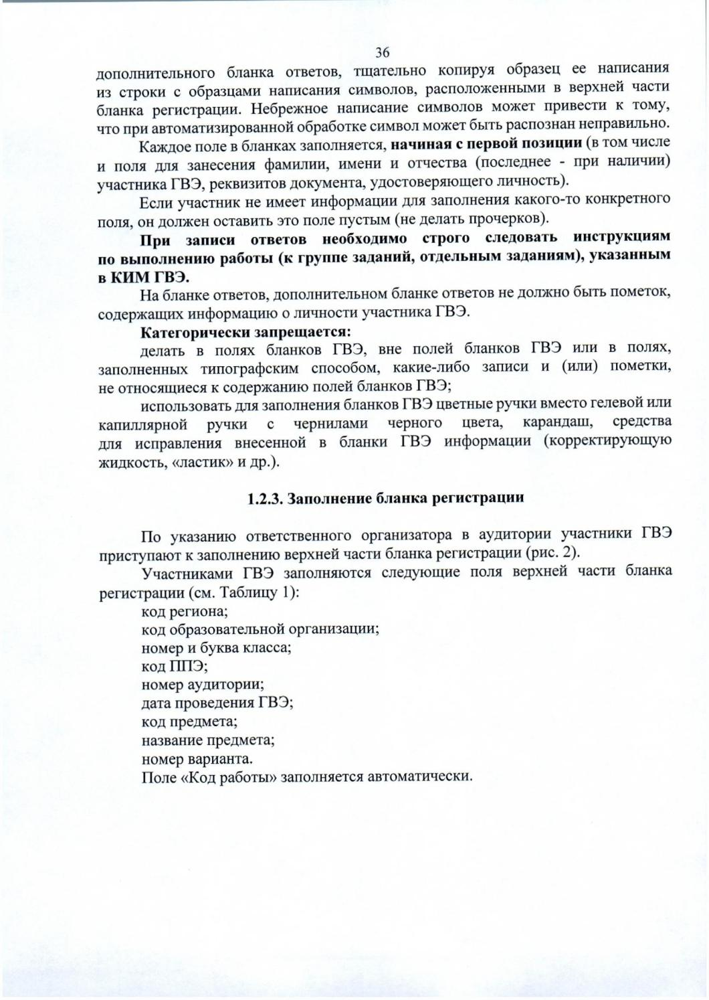 36
дополнительного бланка ответов, тщательно копируя образец ее написания
из строки с образцами написания символов, расположенными в верхней части
бланка регистрации. Небрежное написание символов может привести к тому,
что при автоматизированной обработке символ может быть распознан неправильно.
Каждое поле в бланках заполняется, начиная с первой позиции (в том числе
и поля для занесения фамилии, имени и отчества (последнее - при наличии)
участника ГВЭ, реквизитов документа, удостоверяющего личность).
Если участник не имеет информации для заполнения какого-то конкретного
поля, он должен оставить это поле пустым (не делать прочерков).
При записи ответов необходимо строго следовать инструкциям
по выполнению работы (к группе заданий, отдельным заданиям), указанным
в КИМ ГВЭ.
На бланке ответов, дополнительном бланке ответов не должно быть пометок,
содержащих информацию о личности участника ГВЭ.
Категорически запрещается:
делать в полях бланков ГВЭ, вне полей бланков ГВЭ или в полях,
заполненных типографским способом, какие-либо записи и (или) пометки,
не относящиеся к содержанию полей бланков ГВЭ;
использовать для заполнения бланков ГВЭ цветные ручки вместо гелевой или
капиллярной ручки с чернилами черного цвета, карандаш, средства
для исправления внесенной в бланки ГВЭ информации (корректирующую
жидкость, «ластик» и др.).
1.2.3. Заполнение бланка регистрации
По указанию ответственного организатора в аудитории участники ГВЭ
приступают к заполнению верхней части бланка регистрации (рис. 2).
Участниками ГВЭ заполняются следующие поля верхней части бланка
регистрации (см. Таблицу 1):
код региона;
код образовательной организации;
номер и буква класса;
код ППЭ;
номер аудитории;
дата проведения ГВЭ;
код предмета;
название предмета;
номер варианта.
Поле «Код работы» заполняется автоматически.